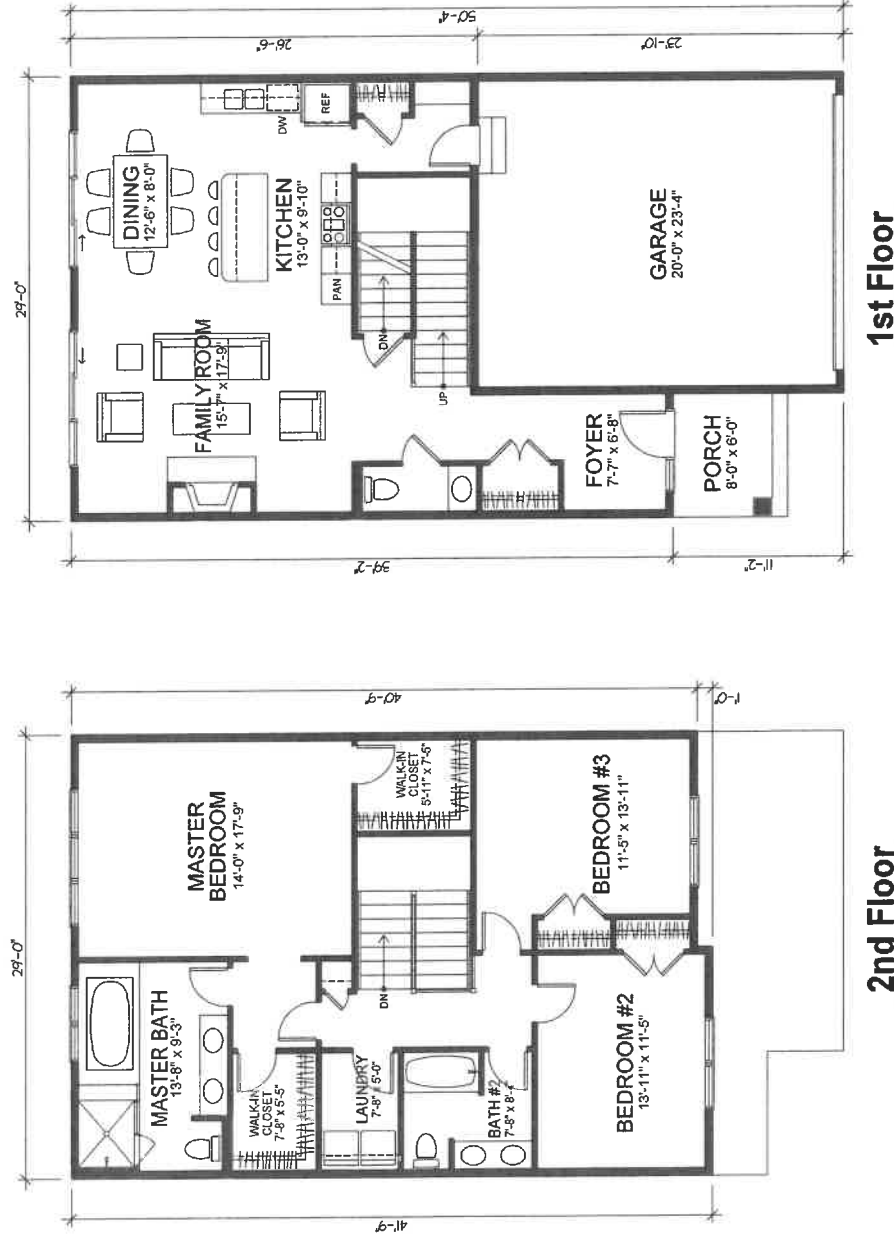 50'-4"
26'-6"
23'-10"
29'-0"
DINING
12'-6" x 8'-0"
DW
REF
KITCHEN
13'-0" x 9'-10"
PAN
FAMILY ROOM
15'-7" x 17'-9"
DN
UP
GARAGE
20'-0" x 23'-4"
FOYER
7'-7" x 6'-8"
PORCH
8'-0" x 6'-0"
39'-2"
11'-2"
1st Floor
40'-9"
1'-0"
29'-0"
MASTER
BEDROOM
14'-0" x 17'-9"
WALK-IN
CLOSET
5'-11" x 7'-6"
MASTER BATH
13'-8" x 9'-3"
WALK-IN
CLOSET
7'-8" x 5'-5"
LAUNDRY
7'-8" x 5'-0"
DN
BATH #2
7'-8" x 8'-4"
BEDROOM #3
11'-5" x 13'-11"
BEDROOM #2
13'-11" x 11'-5"
41'-9"
2nd Floor